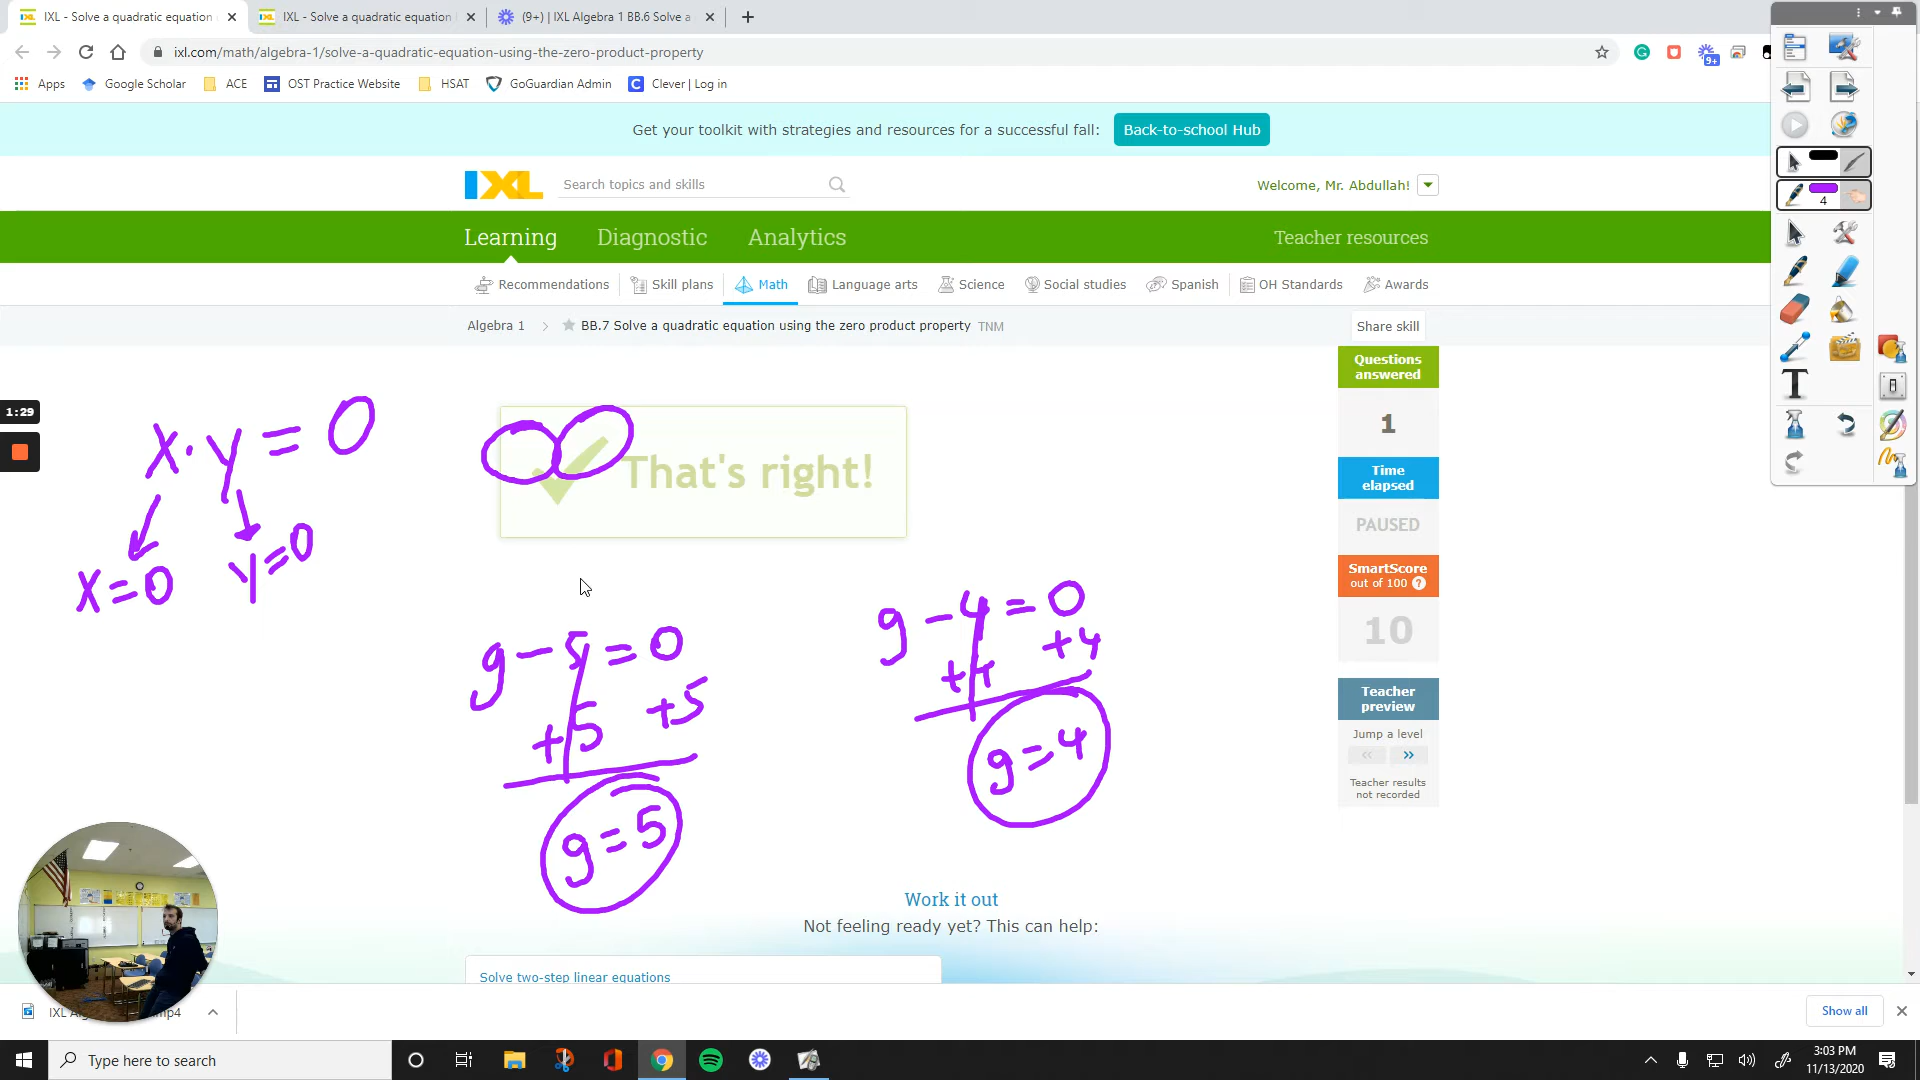 IXL - Solve a quadratic equation
IXL - Solve a quadratic equation
(9+) | IXL Algebra 1 BB.6 Solve a
ixl.com/math/algebra-1/solve-a-quadratic-equation-using-the-zero-product-property
9+
Apps Google Scholar ACE OST Practice Website HSAT GoGuardian Admin Clever | Log in
Get your toolkit with strategies and resources for a successful fall: Back-to-school Hub
IXL Search topics and skills Welcome, Mr. Abdullah!
4
Learning Diagnostic Analytics Teacher resources
Recommendations Skill plans Math Language arts Science Social studies Spanish OH Standards Awards
Algebra 1 > BB.7 Solve a quadratic equation using the zero product property TNM Share skill
T
Questions answered
1
Time elapsed
PAUSED
SmartScore
out of 100 ?
10
Teacher preview
Jump a level
<< >>
Teacher results not recorded
1:29
x · y = 0
x = 0 y = 0
That's right!
g - 5 = 0
+5 +5
g = 5
g - 4 = 0
+4 +4
g = 4
Work it out
Not feeling ready yet? This can help:
Solve two-step linear equations
Show all
Type here to search
3:03 PM
11/13/2020